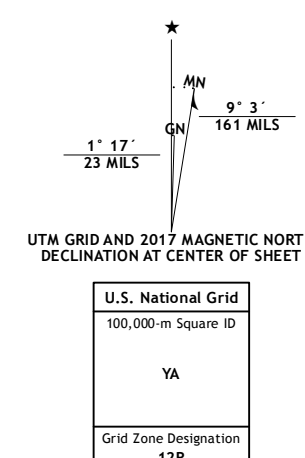 ★
MN
GN
9° 3´
161 MILS
1° 17´
23 MILS
UTM GRID AND 2017 MAGNETIC NORT
DECLINATION AT CENTER OF SHEET
U.S. National Grid
100,000-m Square ID
YA
Grid Zone Designation